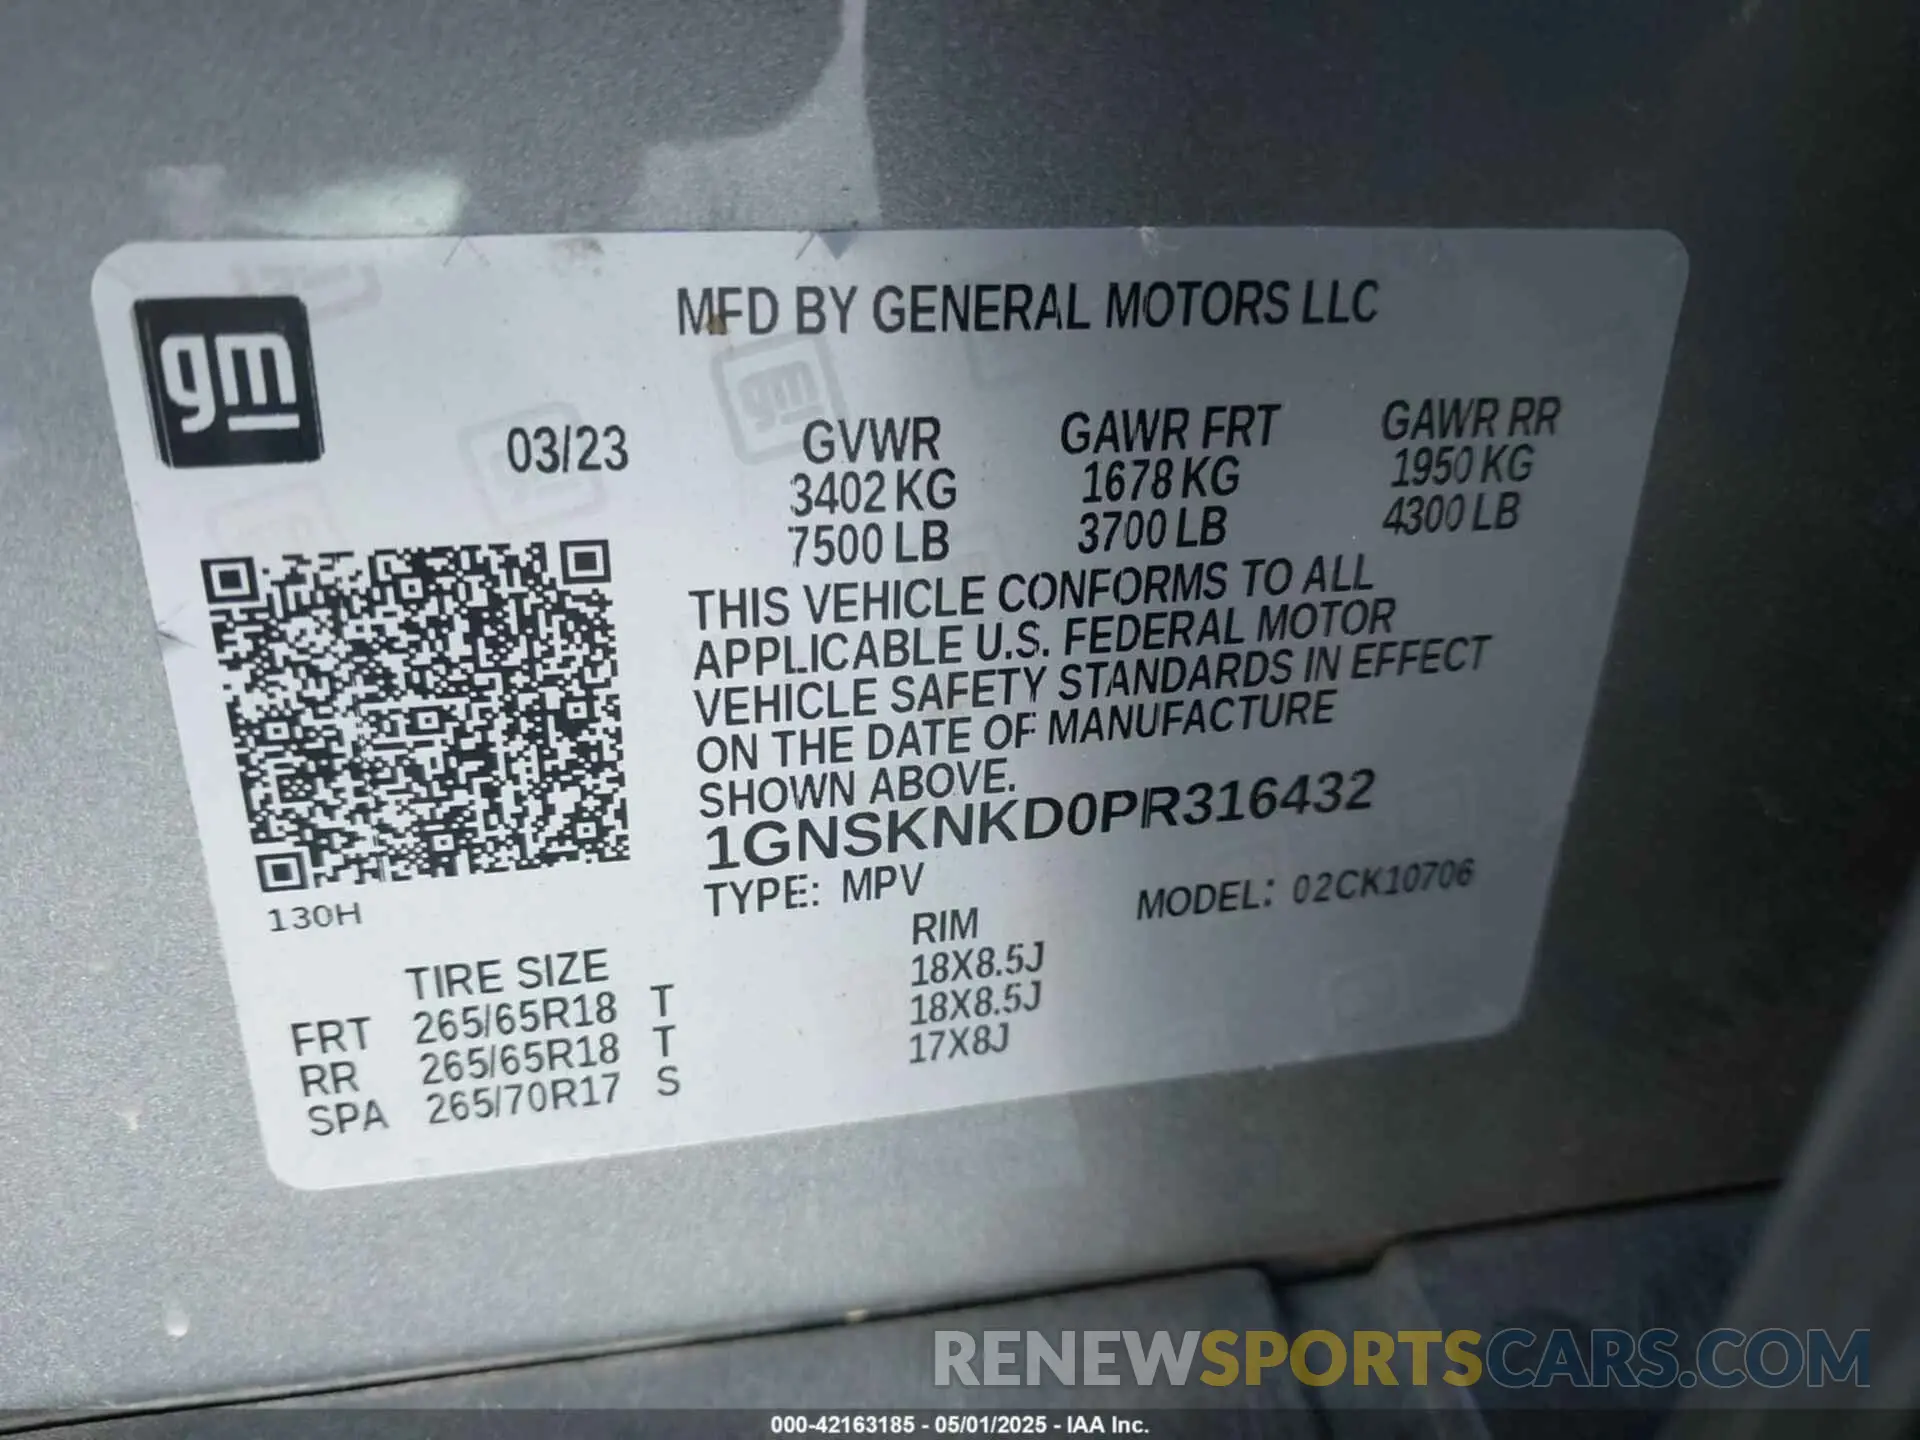 MFD BY GENERAL MOTORS LLC
gm
03/23
GVWR GAWR FRT GAWR RR
3402 KG 1678 KG 1950 KG
7500 LB 3700 LB 4300 LB
THIS VEHICLE CONFORMS TO ALL
APPLICABLE U.S. FEDERAL MOTOR
VEHICLE SAFETY STANDARDS IN EFFECT
ON THE DATE OF MANUFACTURE
SHOWN ABOVE.
1GNSKNKD0PR316432
TYPE: MPV MODEL: 02CK10706
130H
TIRE SIZE RIM
FRT 265/65R18 T 18X8.5J
RR 265/65R18 T 18X8.5J
SPA 265/70R17 S 17X8J
RENEWSPORTSCARS.COM
000-42163185 - 05/01/2025 - IAA Inc.